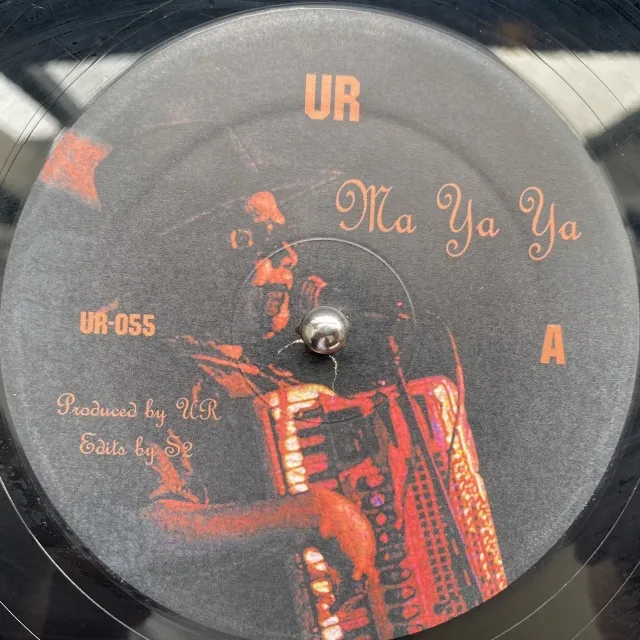 UR
Ma Ya Ya
UR-055
A
Produced by UR
Edits by S2